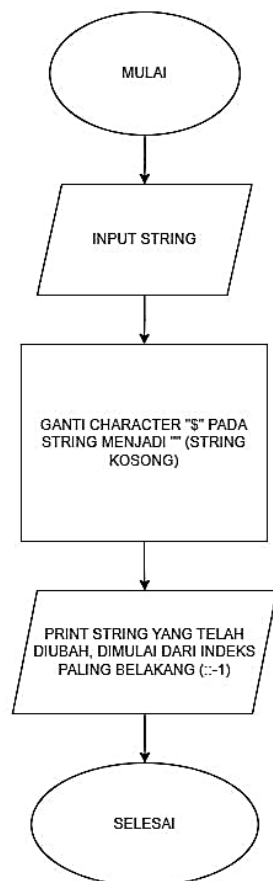 MULAI
INPUT STRING
GANTI CHARACTER "$" PADA
STRING MENJADI "" (STRING
KOSONG)
PRINT STRING YANG TELAH
DIUBAH, DIMULAI DARI INDEKS
PALING BELAKANG (::-1)
SELESAI